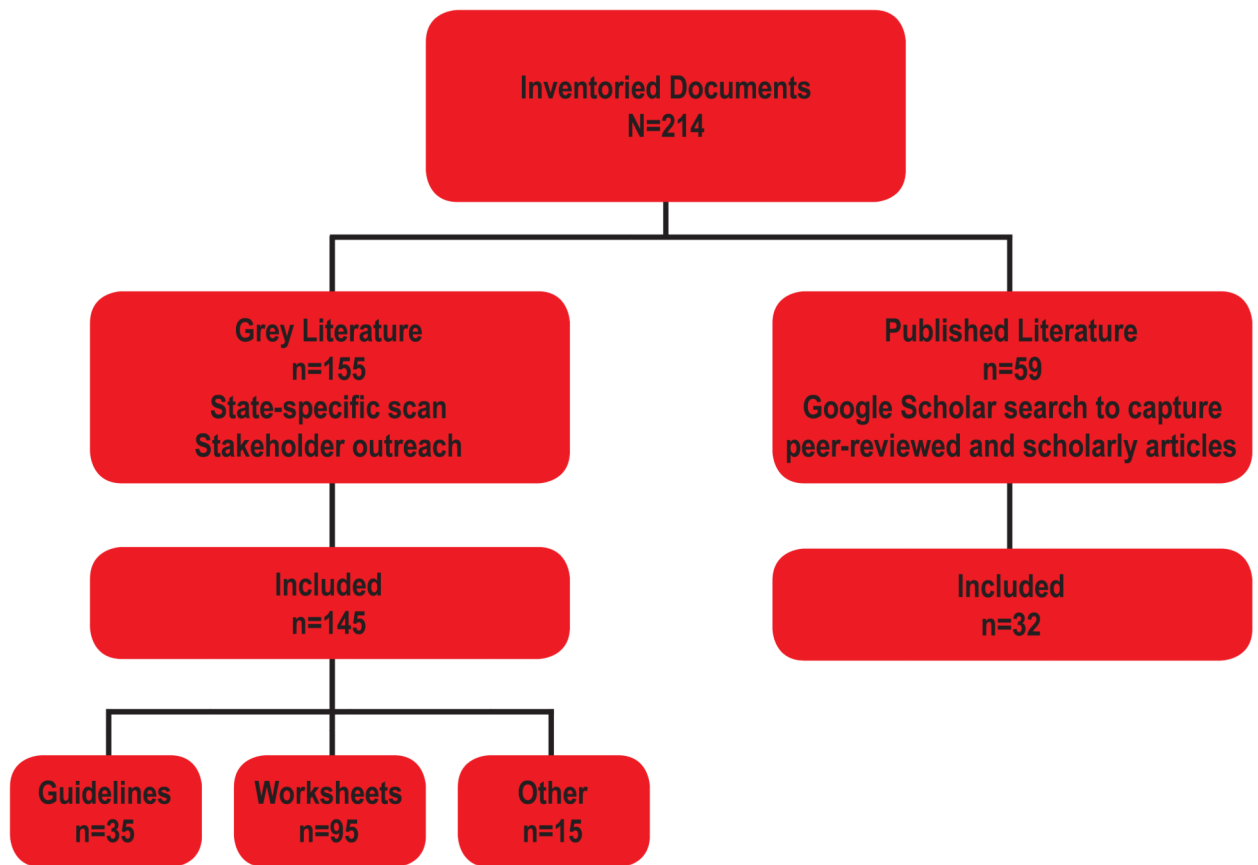 Inventoried Documents
N=214
Grey Literature
n=155
State-specific scan
Stakeholder outreach
Published Literature
n=59
Google Scholar search to capture
peer-reviewed and scholarly articles
Included
n=145
Included
n=32
Guidelines
n=35
Worksheets
n=95
Other
n=15